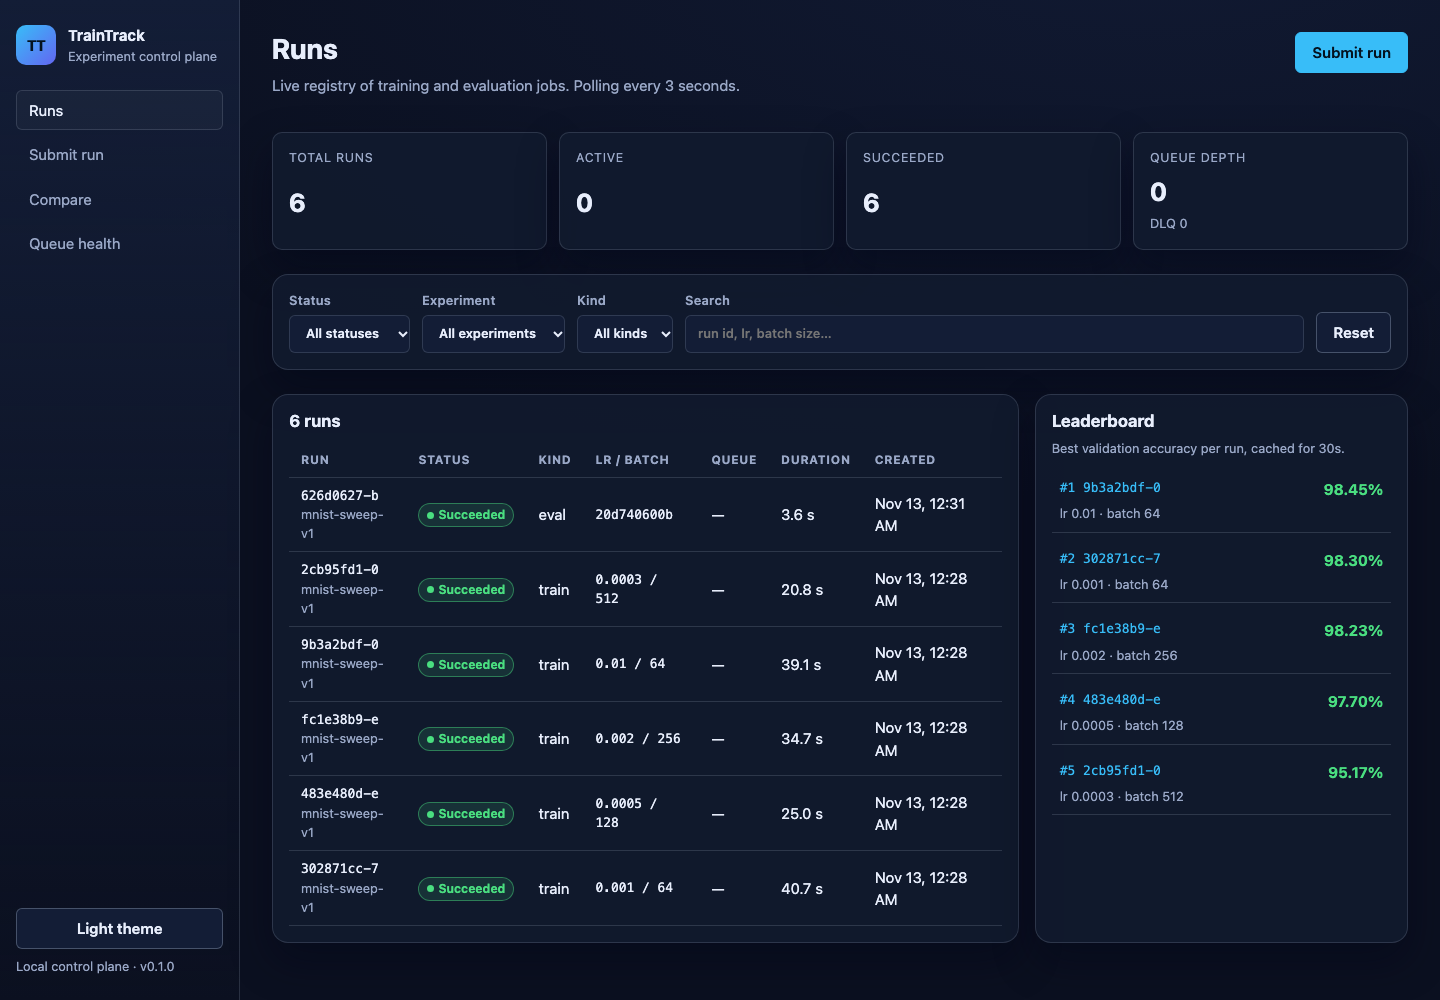 TT
TrainTrack
Experiment control plane
Runs
Submit run
Compare
Queue health
Light theme
Local control plane · v0.1.0
Runs
Live registry of training and evaluation jobs. Polling every 3 seconds.
Submit run
TOTAL RUNS
6
ACTIVE
0
SUCCEEDED
6
QUEUE DEPTH
0
DLQ 0
Status
All statuses
Experiment
All experiments
Kind
All kinds
Search
run id, lr, batch size...
Reset
6 runs
RUN STATUS KIND LR / BATCH QUEUE DURATION CREATED
626d0627-b
mnist-sweep-
v1
Succeeded
eval
20d740600b
—
3.6 s
Nov 13, 12:31
AM
2cb95fd1-0
mnist-sweep-
v1
Succeeded
train
0.0003 /
512
—
20.8 s
Nov 13, 12:28
AM
9b3a2bdf-0
mnist-sweep-
v1
Succeeded
train
0.01 / 64
—
39.1 s
Nov 13, 12:28
AM
fc1e38b9-e
mnist-sweep-
v1
Succeeded
train
0.002 / 256
—
34.7 s
Nov 13, 12:28
AM
483e480d-e
mnist-sweep-
v1
Succeeded
train
0.0005 /
128
—
25.0 s
Nov 13, 12:28
AM
302871cc-7
mnist-sweep-
v1
Succeeded
train
0.001 / 64
—
40.7 s
Nov 13, 12:28
AM
Leaderboard
Best validation accuracy per run, cached for 30s.
#1 9b3a2bdf-0 98.45%
lr 0.01 · batch 64
#2 302871cc-7 98.30%
lr 0.001 · batch 64
#3 fc1e38b9-e 98.23%
lr 0.002 · batch 256
#4 483e480d-e 97.70%
lr 0.0005 · batch 128
#5 2cb95fd1-0 95.17%
lr 0.0003 · batch 512